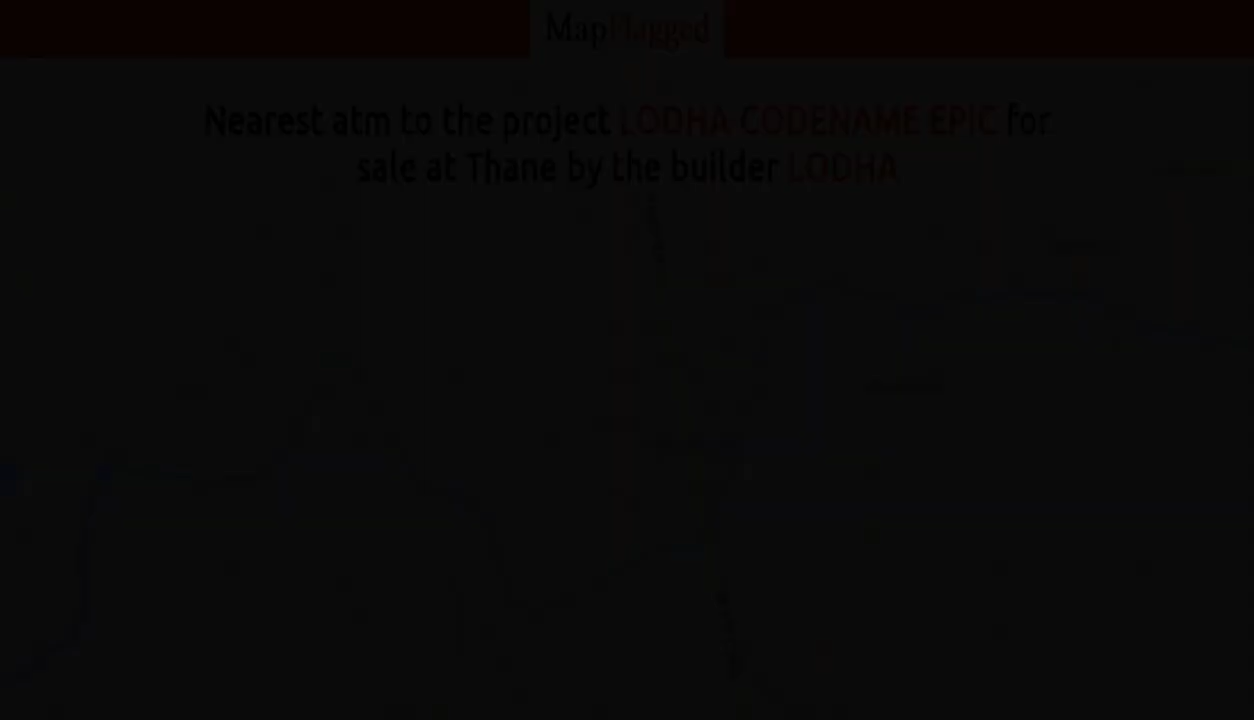 MapFlagged
Nearest atm to the project LODHA CODENAME EPIC for
sale at Thane by the builder LODHA